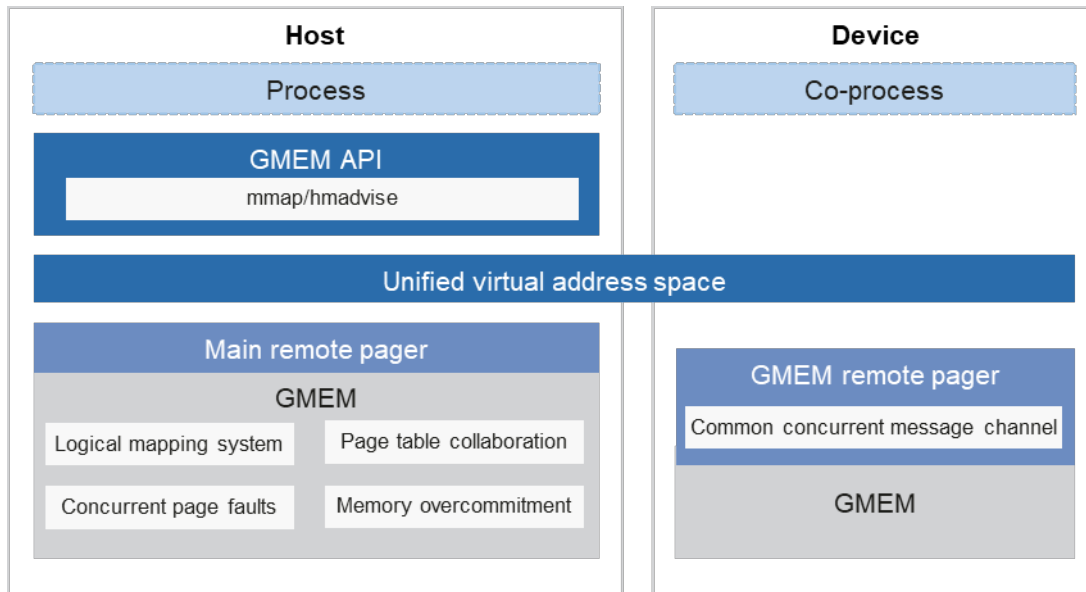 Host
Process
GMEM API
mmap/hmadvise
Unified virtual address space
Main remote pager
GMEM
Logical mapping system
Page table collaboration
Concurrent page faults
Memory overcommitment
Device
Co-process
GMEM remote pager
Common concurrent message channel
GMEM